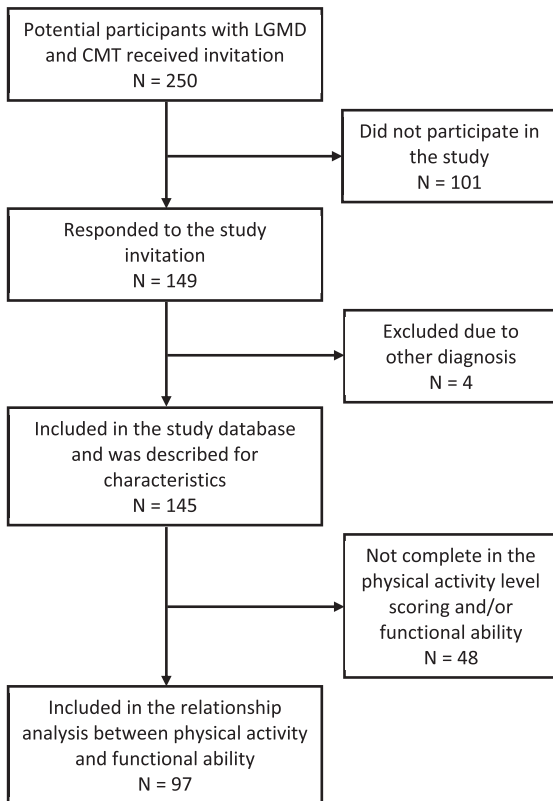 Potential participants with LGMD
and CMT received invitation
N = 250
Did not participate in
the study
N = 101
Responded to the study
invitation
N = 149
Excluded due to
other diagnosis
N = 4
Included in the study database
and was described for
characteristics
N = 145
Not complete in the
physical activity level
scoring and/or
functional ability
N = 48
Included in the relationship
analysis between physical activity
and functional ability
N = 97